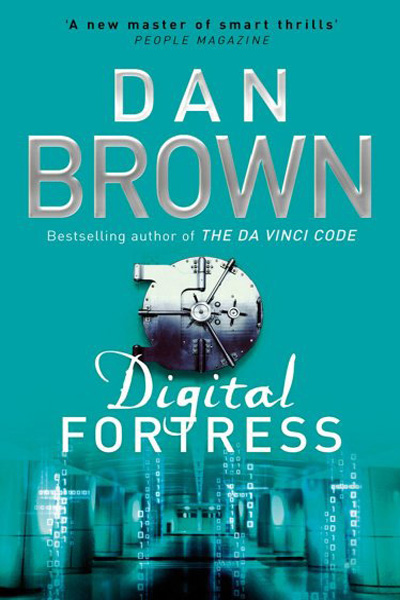 'A new master of smart thrills'
PEOPLE MAGAZINE
DAN
BROWN
Bestselling author of THE DA VINCI CODE
Digital
FORTRESS